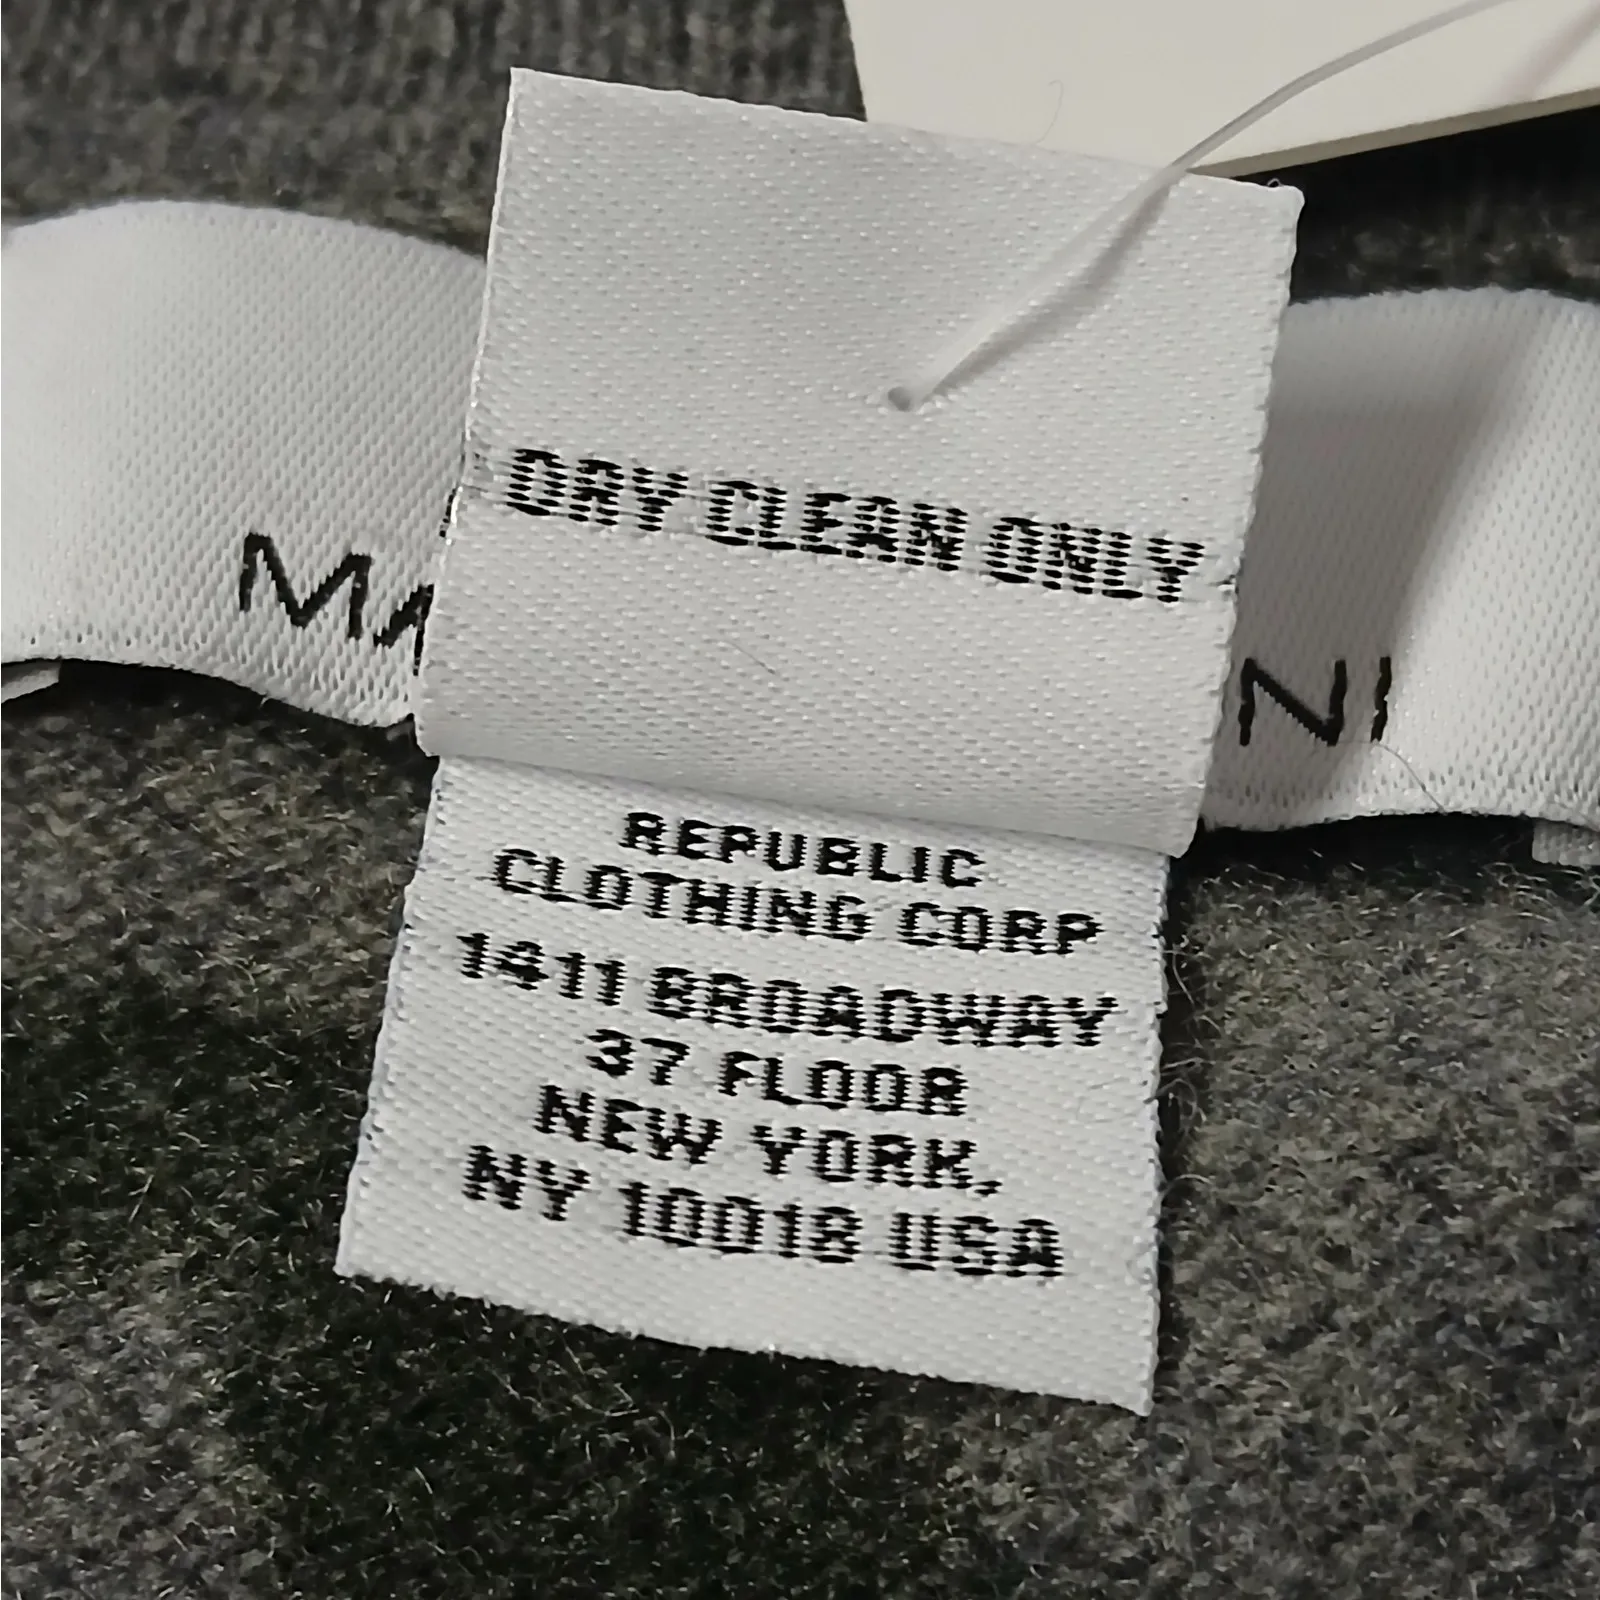 DRY CLEAN ONLY
REPUBLIC
CLOTHING CORP
1411 BROADWAY
37 FLOOR
NEW YORK,
NY 10018 USA